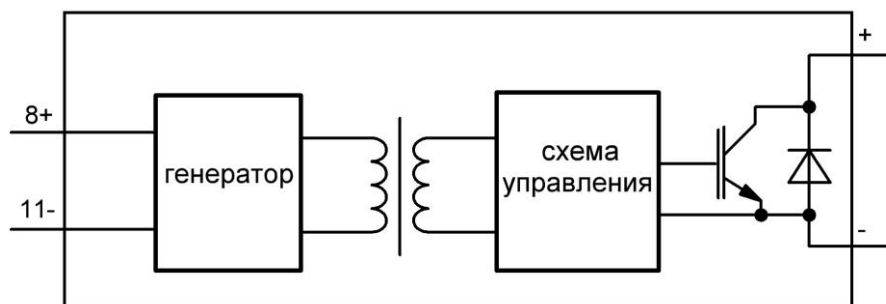 8+
11-
генератор
схема
управления
+
-